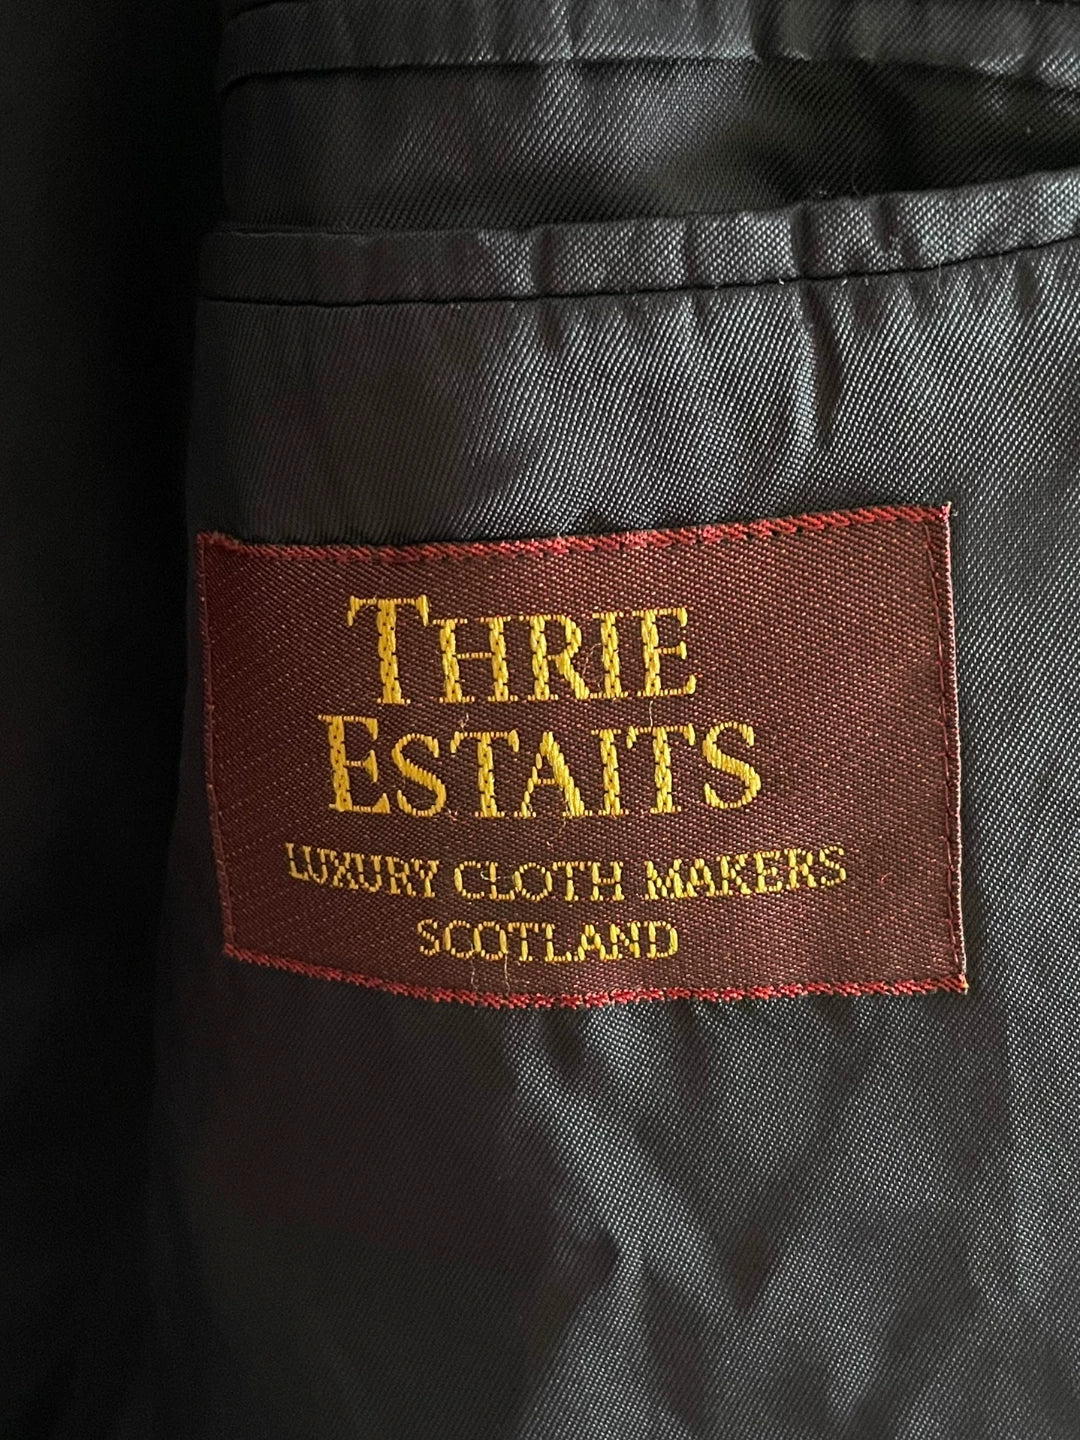 THRIE
ESTAITS
LUXURY CLOTH MAKERS
SCOTLAND